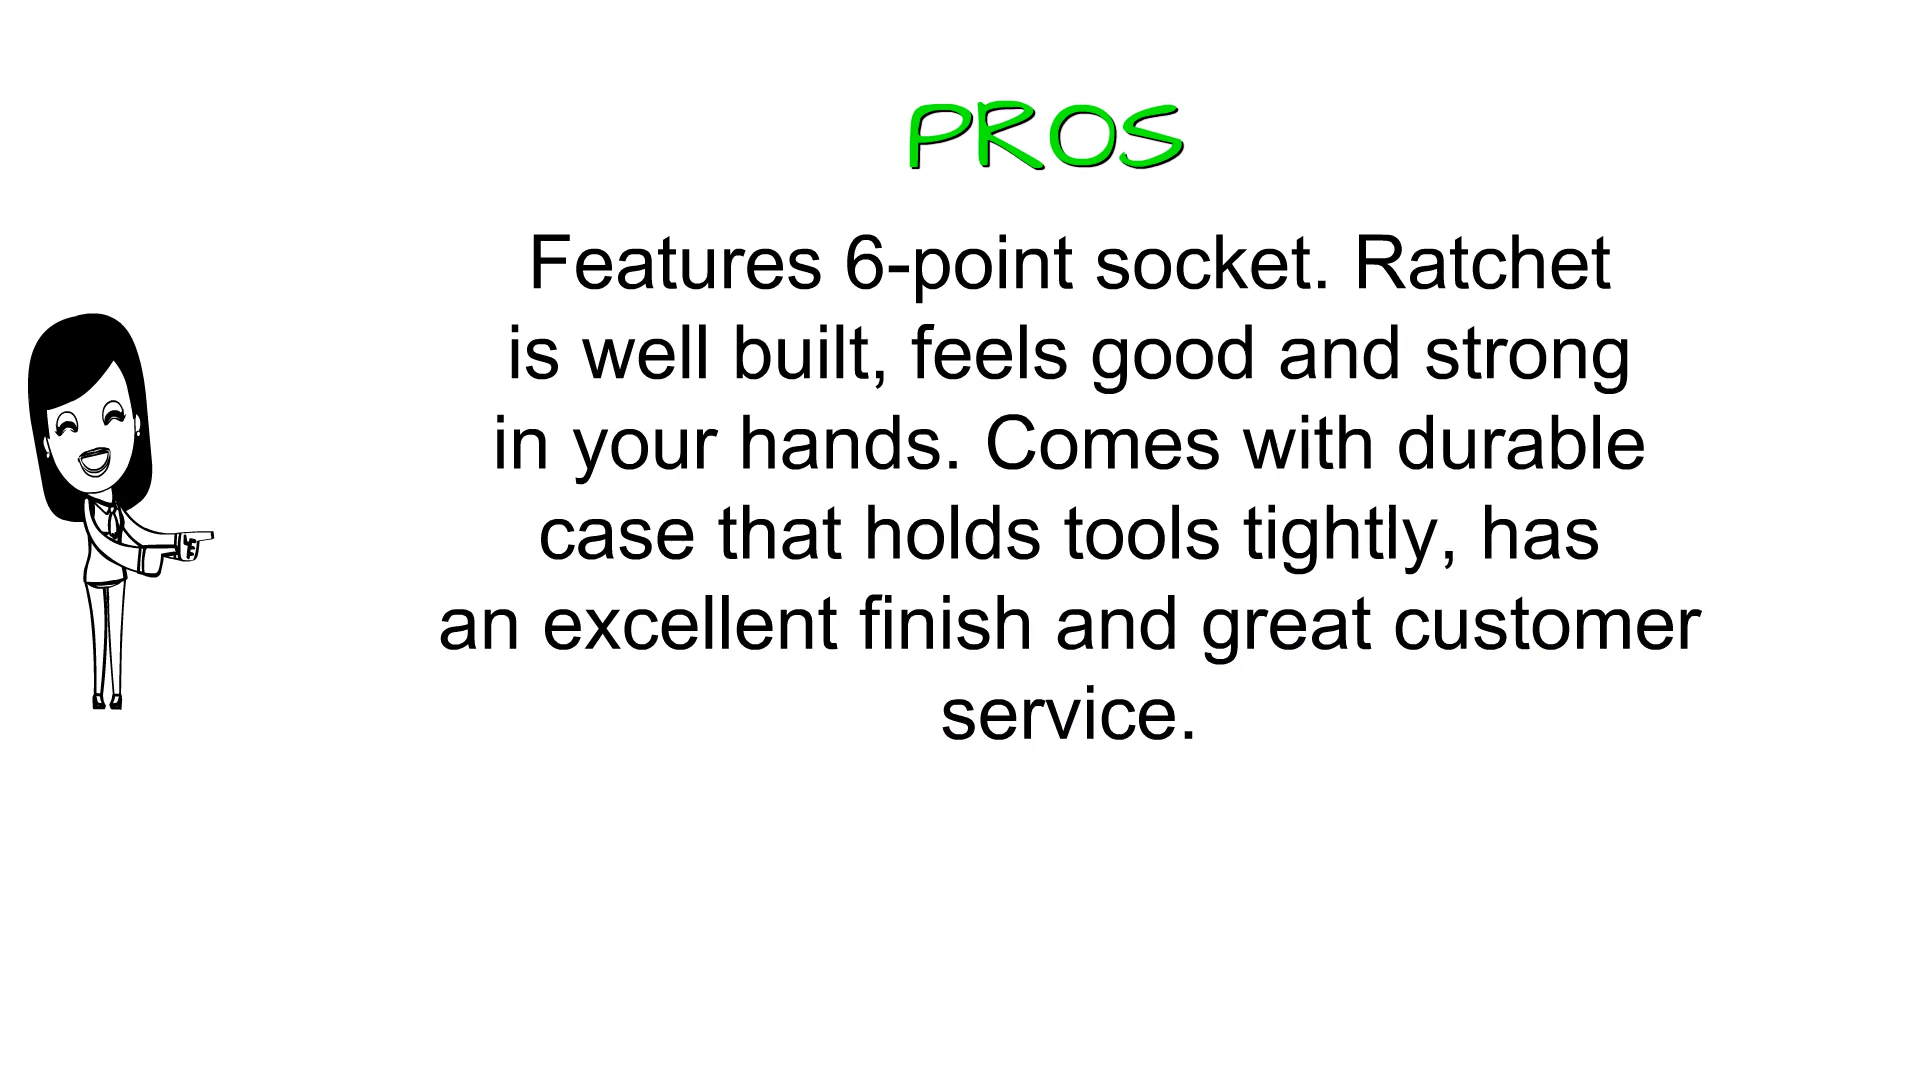 PROS
Features 6-point socket. Ratchet
is well built, feels good and strong
in your hands. Comes with durable
case that holds tools tightly, has
an excellent finish and great customer
service.